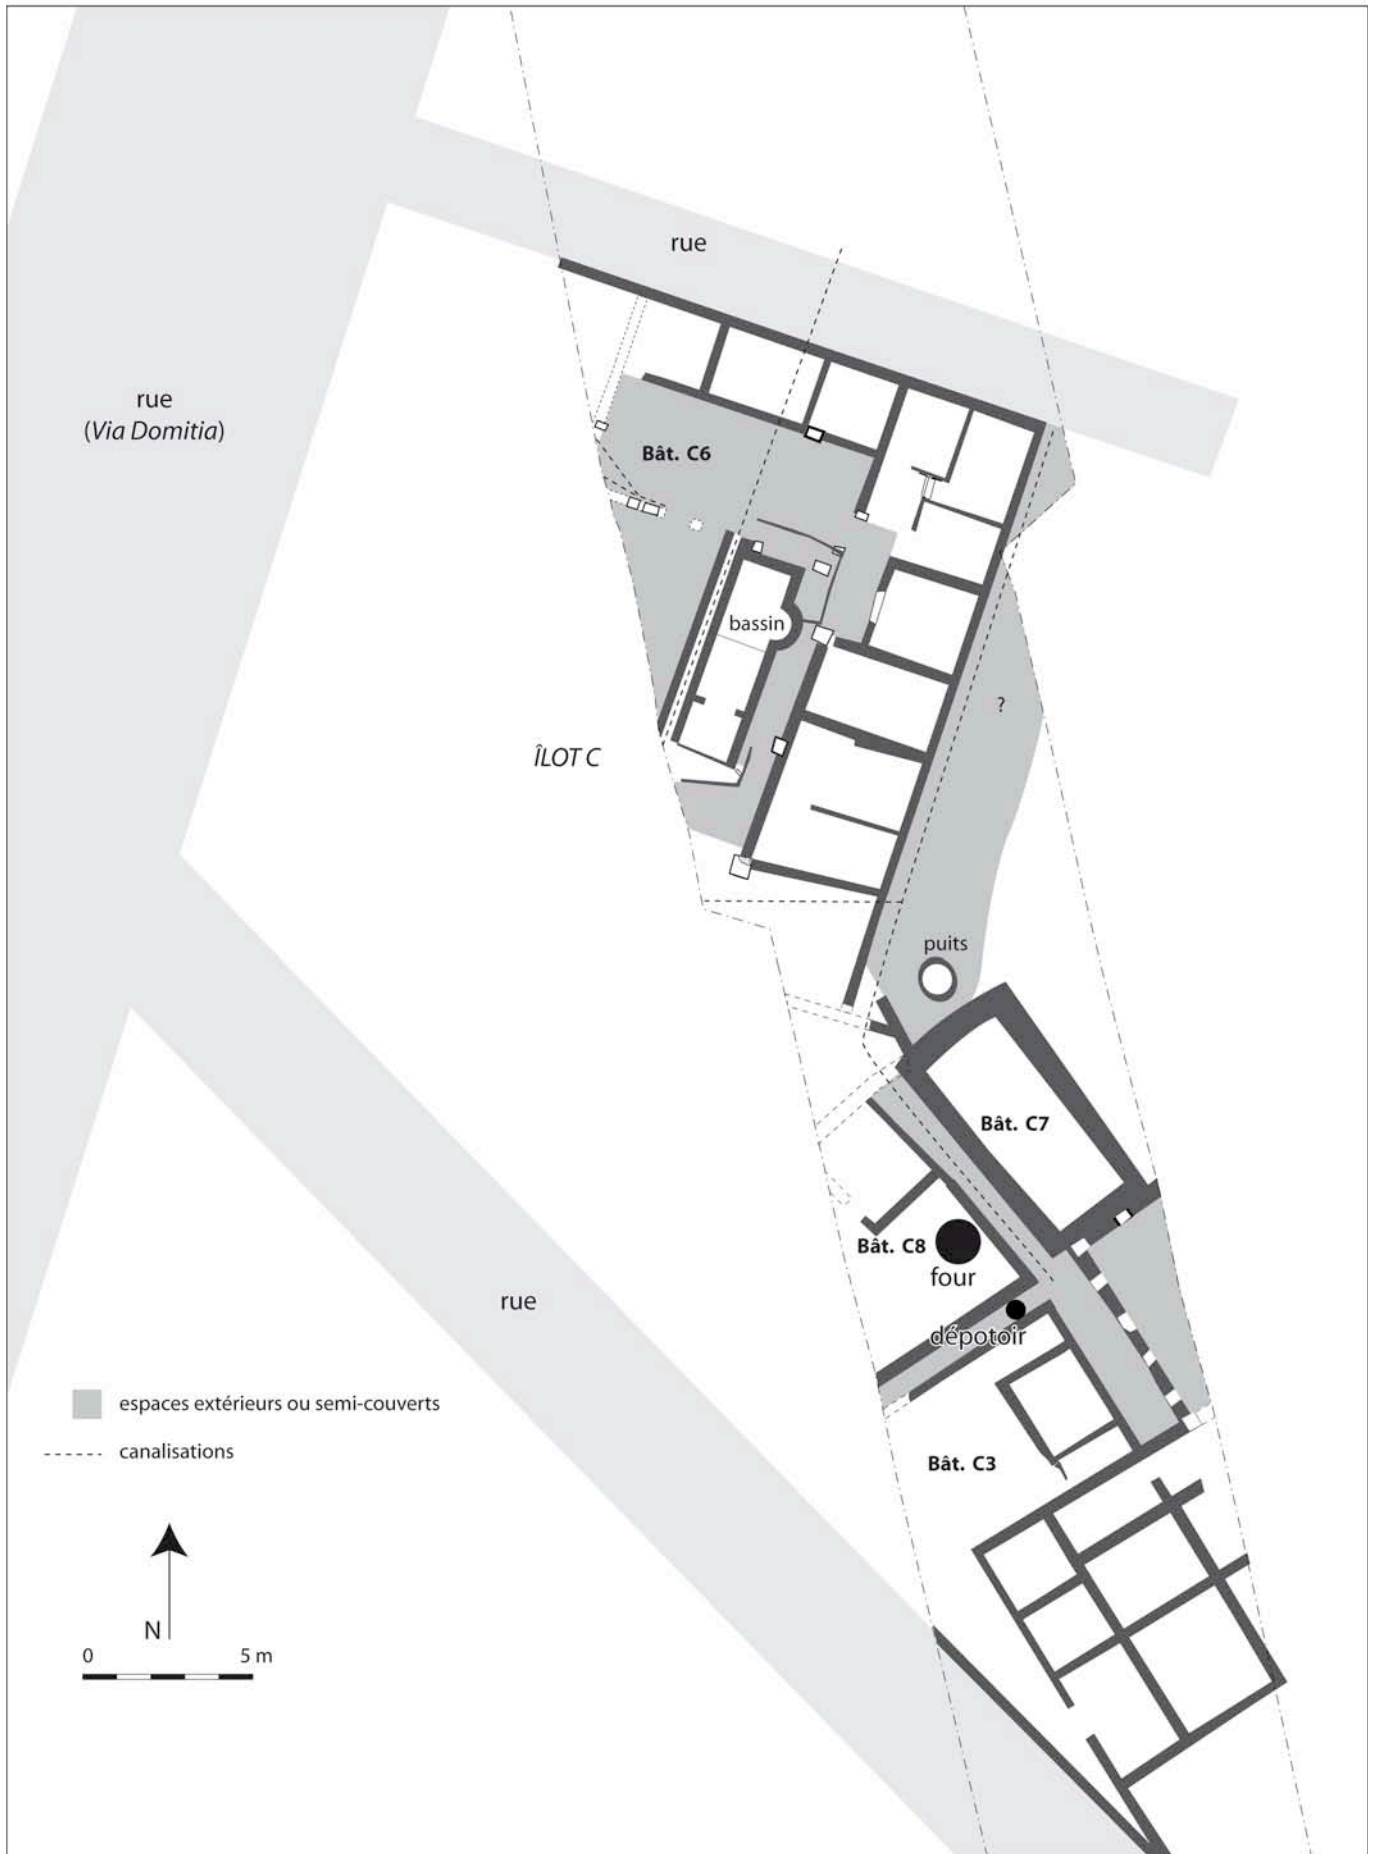 rue
rue
(Via Domitia)
Bât. C6
bassin
?
ÎLOT C
puits
Bât. C7
Bât. C8
four
rue
dépotoir
espaces extérieurs ou semi-couverts
canalisations
Bât. C3
N
0 5 m